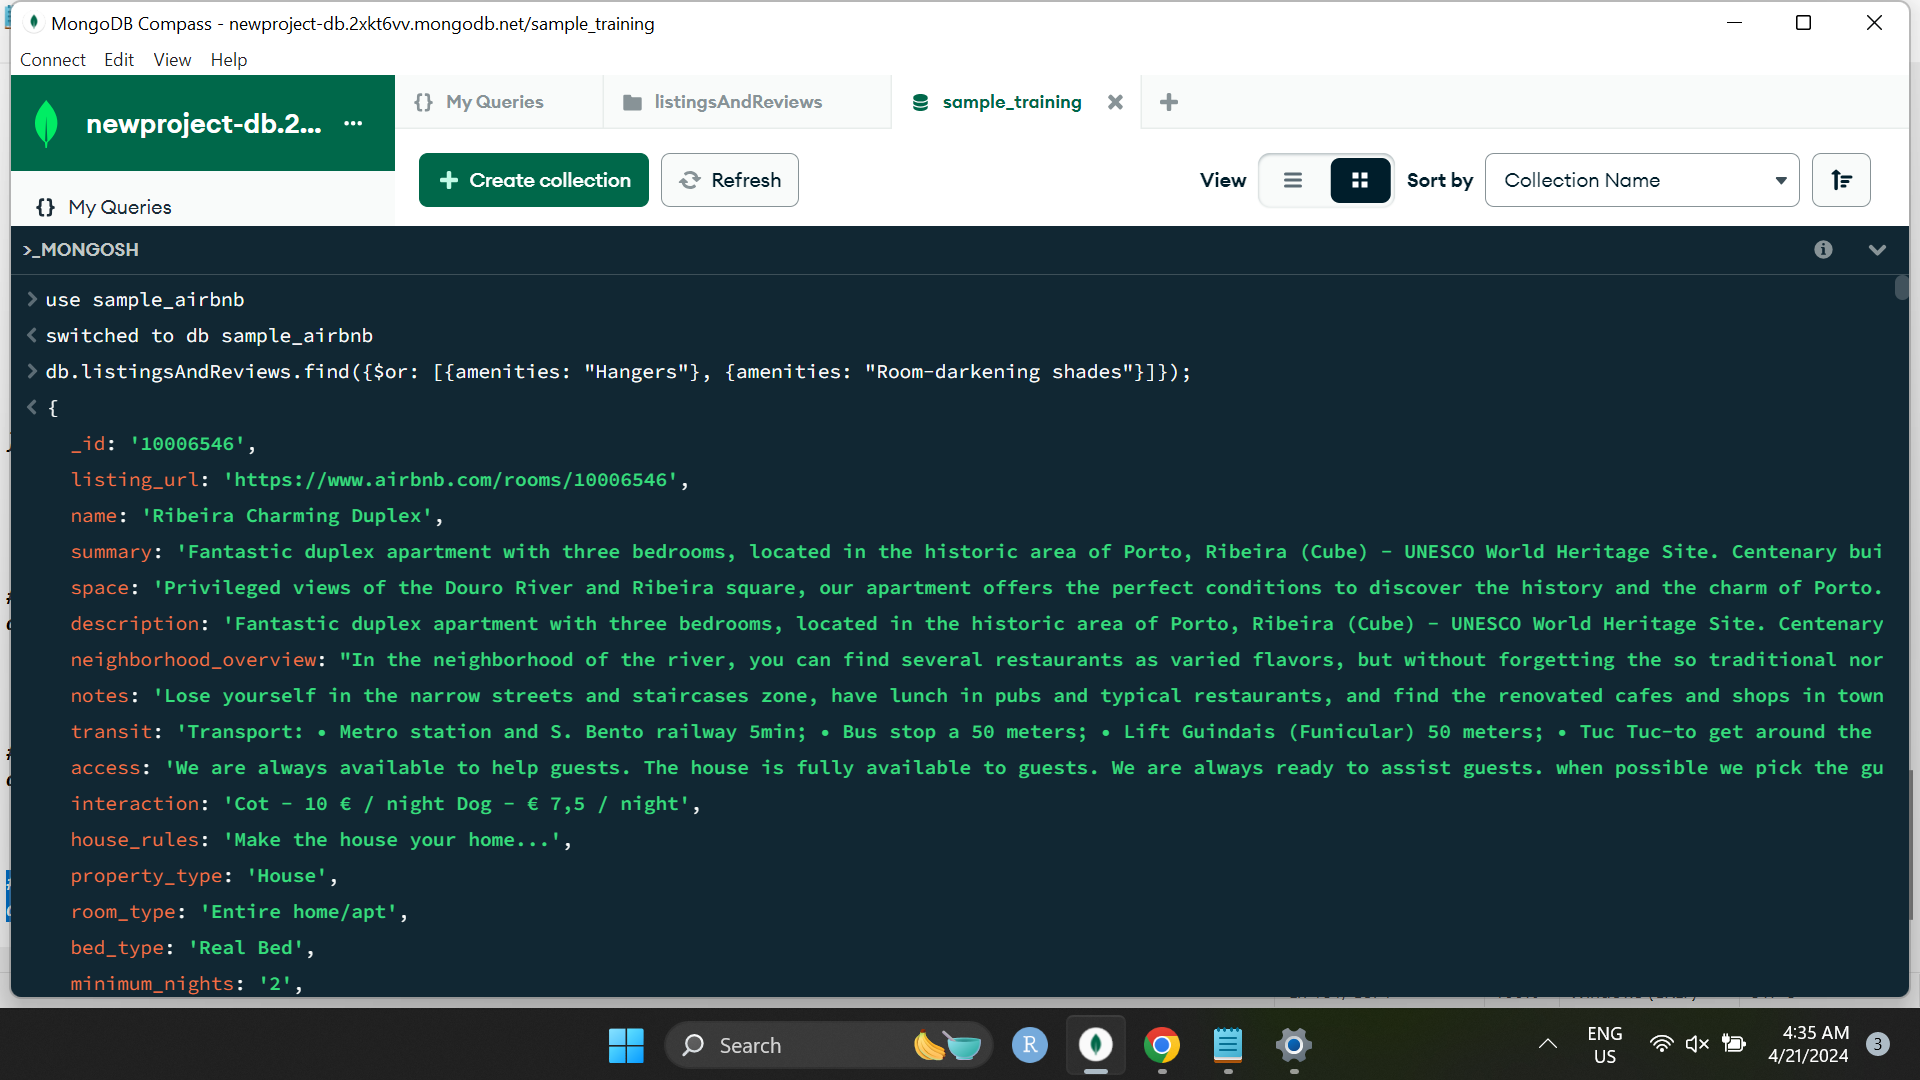 MongoDB Compass - newproject-db.2xkt6vv.mongodb.net/sample_training
Connect Edit View Help
newproject-db.2... ...
{} My Queries
listingsAndReviews
sample_training
+ Create collection
Refresh
View
Sort by
Collection Name
{} My Queries
>_MONGOSH
> use sample_airbnb
< switched to db sample_airbnb
> db.listingsAndReviews.find({$or: [{amenities: "Hangers"}, {amenities: "Room-darkening shades"}]});
< {
_id: '10006546',
listing_url: 'https://www.airbnb.com/rooms/10006546',
name: 'Ribeira Charming Duplex',
summary: 'Fantastic duplex apartment with three bedrooms, located in the historic area of Porto, Ribeira (Cube) - UNESCO World Heritage Site. Centenary bui
space: 'Privileged views of the Douro River and Ribeira square, our apartment offers the perfect conditions to discover the history and the charm of Porto.
description: 'Fantastic duplex apartment with three bedrooms, located in the historic area of Porto, Ribeira (Cube) - UNESCO World Heritage Site. Centenary
neighborhood_overview: "In the neighborhood of the river, you can find several restaurants as varied flavors, but without forgetting the so traditional nor
notes: 'Lose yourself in the narrow streets and staircases zone, have lunch in pubs and typical restaurants, and find the renovated cafes and shops in town
transit: 'Transport: • Metro station and S. Bento railway 5min; • Bus stop a 50 meters; • Lift Guindais (Funicular) 50 meters; • Tuc Tuc-to get around the
access: 'We are always available to help guests. The house is fully available to guests. We are always ready to assist guests. when possible we pick the gu
interaction: 'Cot - 10 € / night Dog - € 7,5 / night',
house_rules: 'Make the house your home...',
property_type: 'House',
room_type: 'Entire home/apt',
bed_type: 'Real Bed',
minimum_nights: '2',
Search
R
ENG
US
4:35 AM
4/21/2024
3